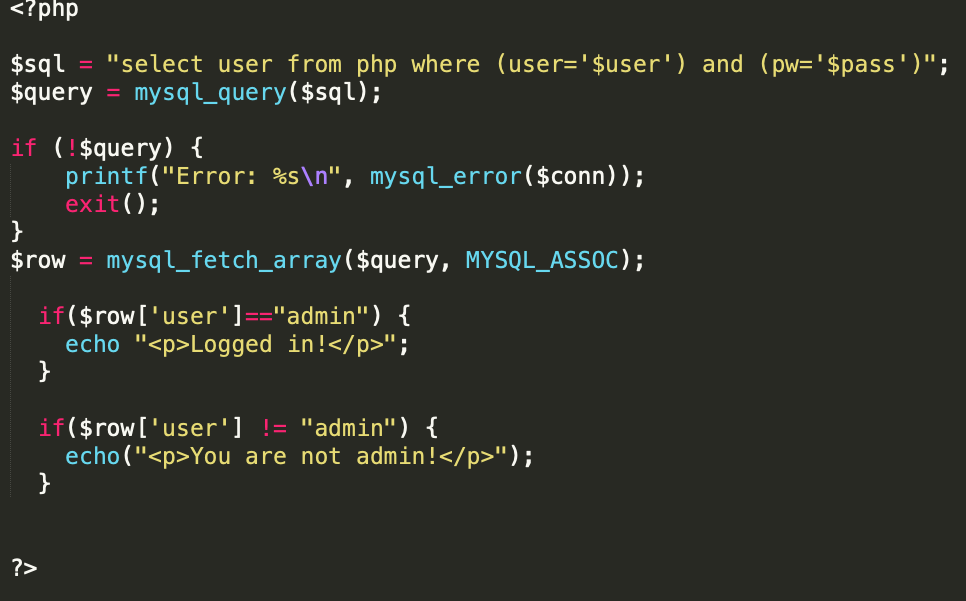 <?php
$sql = "select user from php where (user='$user') and (pw='$pass')";
$query = mysql_query($sql);
if (!$query) {
printf("Error: %s\n", mysql_error($conn));
exit();
}
$row = mysql_fetch_array($query, MYSQL_ASSOC);
if($row['user']=="admin") {
echo "<p>Logged in!</p>";
}
if($row['user'] != "admin") {
echo("<p>You are not admin!</p>");
}
?>